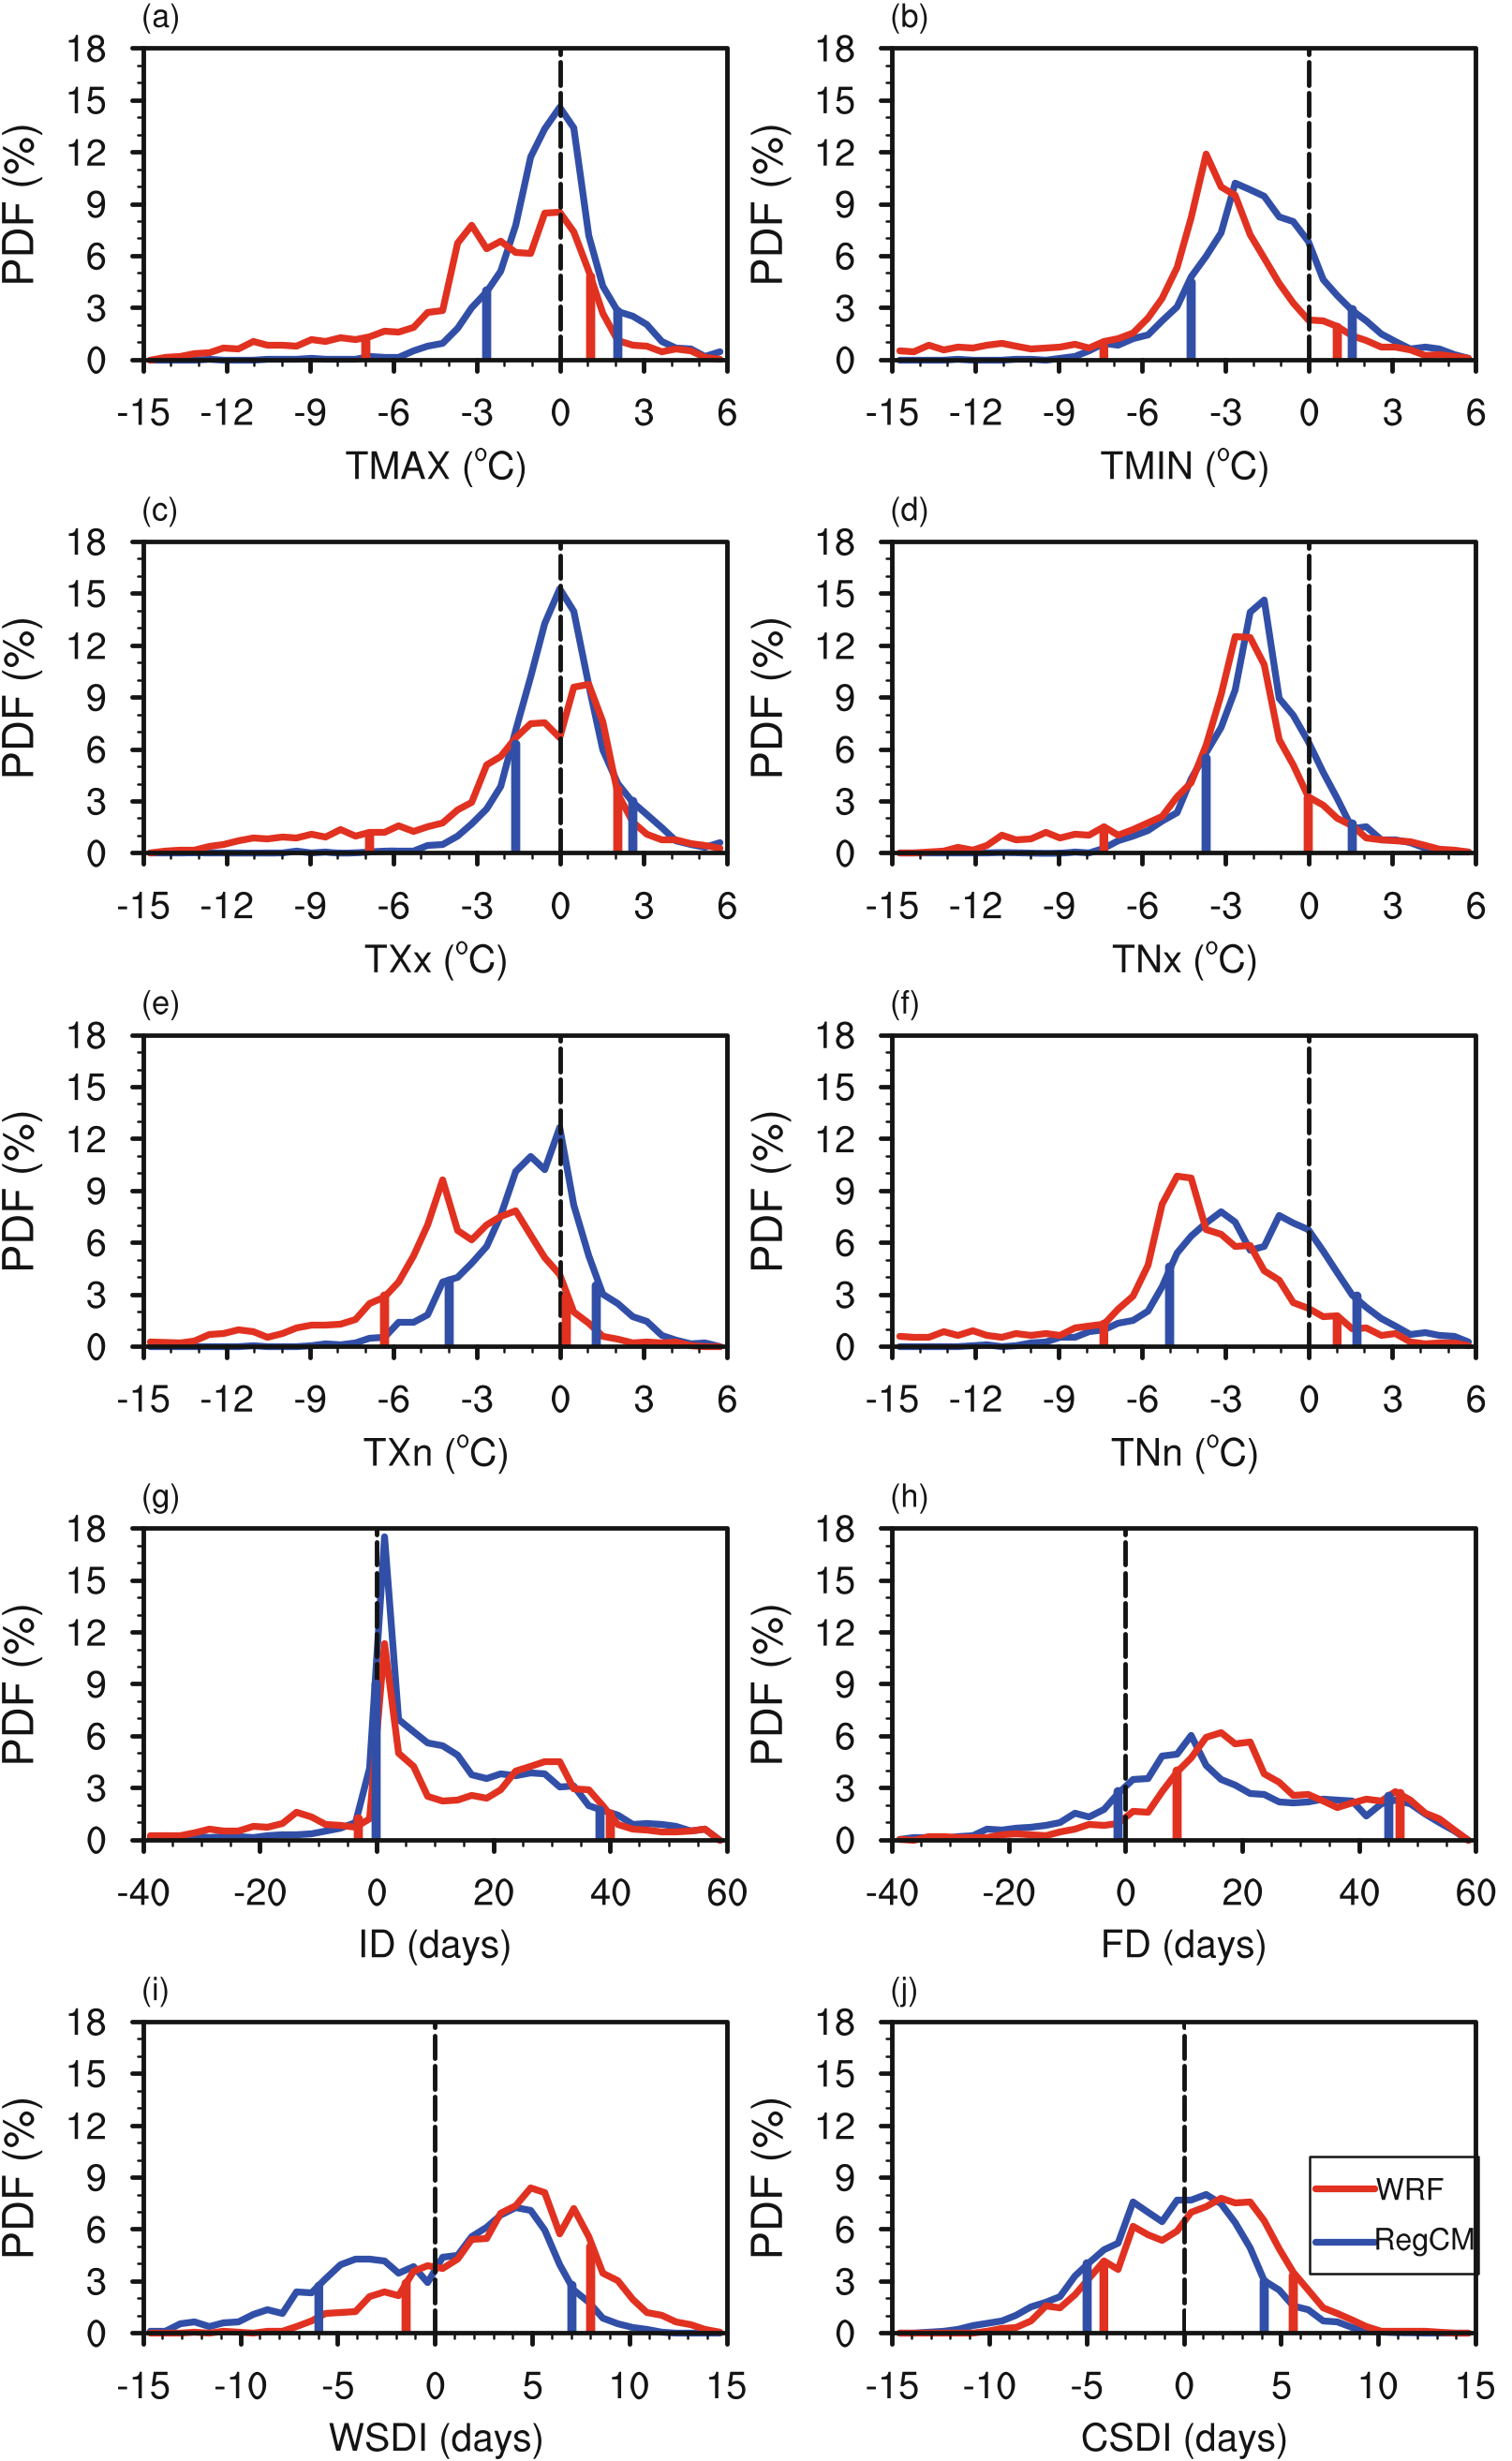 (a)
(b)
18 15 12 9 6 3 0
PDF (%)
-15 -12 -9 -6 -3 0 3 6
TMAX (°C)
18 15 12 9 6 3 0
PDF (%)
-15 -12 -9 -6 -3 0 3 6
TMIN (°C)
(c)
(d)
18 15 12 9 6 3 0
PDF (%)
-15 -12 -9 -6 -3 0 3 6
TXx (°C)
18 15 12 9 6 3 0
PDF (%)
-15 -12 -9 -6 -3 0 3 6
TNx (°C)
(e)
(f)
18 15 12 9 6 3 0
PDF (%)
-15 -12 -9 -6 -3 0 3 6
TXn (°C)
18 15 12 9 6 3 0
PDF (%)
-15 -12 -9 -6 -3 0 3 6
TNn (°C)
(g)
(h)
18 15 12 9 6 3 0
PDF (%)
-40 -20 0 20 40 60
ID (days)
18 15 12 9 6 3 0
PDF (%)
-40 -20 0 20 40 60
FD (days)
(i)
(j)
18 15 12 9 6 3 0
PDF (%)
-15 -10 -5 0 5 10 15
WSDI (days)
18 15 12 9 6 3 0
PDF (%)
WRF
RegCM
-15 -10 -5 0 5 10 15
CSDI (days)